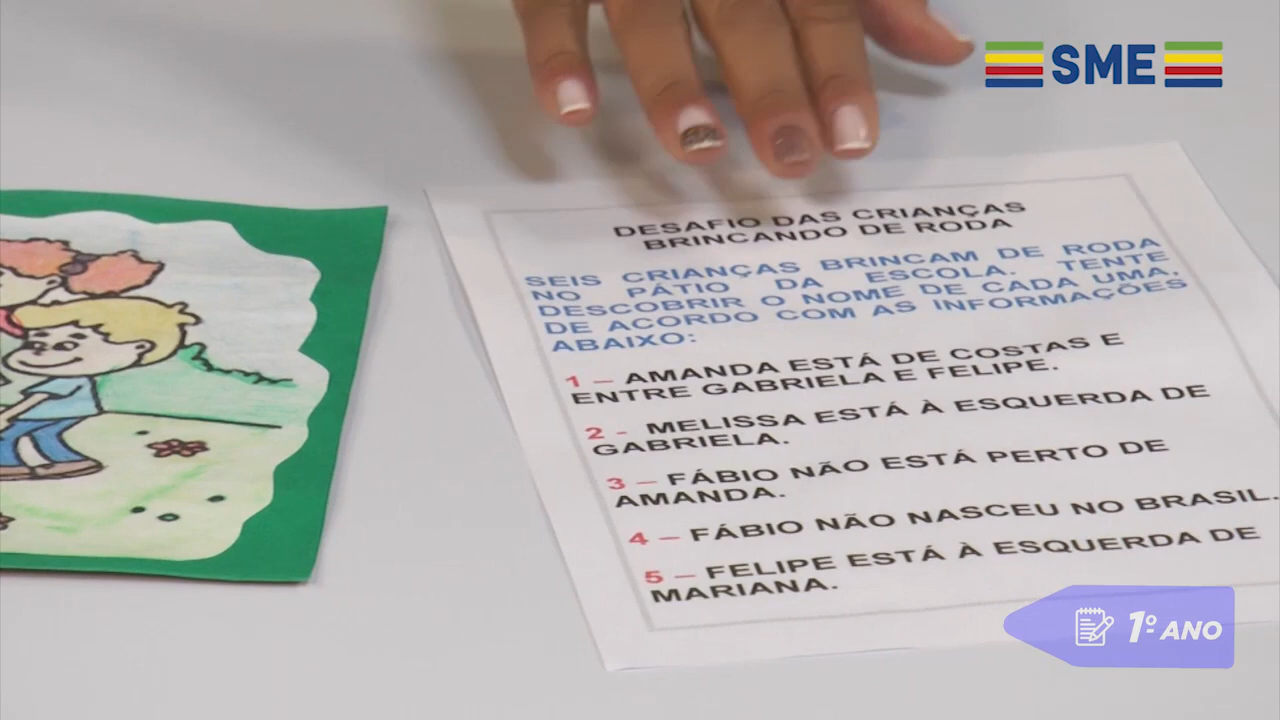 SME
DESAFIO DAS CRIANÇAS
BRINCANDO DE RODA
SEIS CRIANÇAS BRINCAM DE RODA
NO PÁTIO DA ESCOLA. TENTE
DESCOBRIR O NOME DE CADA UMA,
DE ACORDO COM AS INFORMAÇÕES
ABAIXO:
1 – AMANDA ESTÁ DE COSTAS E
ENTRE GABRIELA E FELIPE.
2 - MELISSA ESTÁ À ESQUERDA DE
GABRIELA.
3 – FÁBIO NÃO ESTÁ PERTO DE
AMANDA.
4 – FÁBIO NÃO NASCEU NO BRASIL.
5 – FELIPE ESTÁ À ESQUERDA DE
MARIANA.
1º ANO